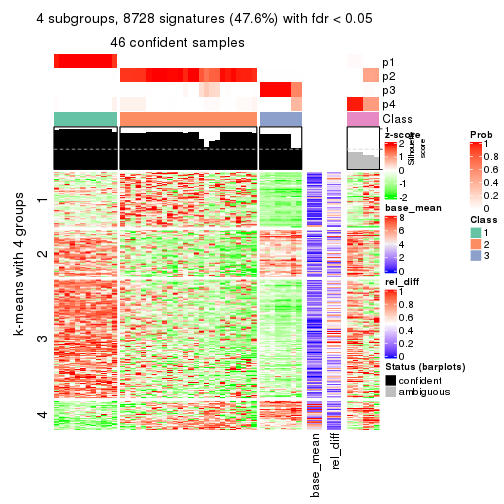 4 subgroups, 8728 signatures (47.6%) with fdr < 0.05
46 confident samples
p1
p2
p3
p4
Class
1
Silhouette
score
k-means with 4 groups
1
2
3
4
base_mean
rel_diff
z-score
2
1
0
-1
-2
base_mean
8
6
4
2
0
rel_diff
1
0.8
0.6
0.4
0.2
0
Status (barplots)
confident
ambiguous
Prob
1
0.8
0.6
0.4
0.2
0
Class
1
2
3